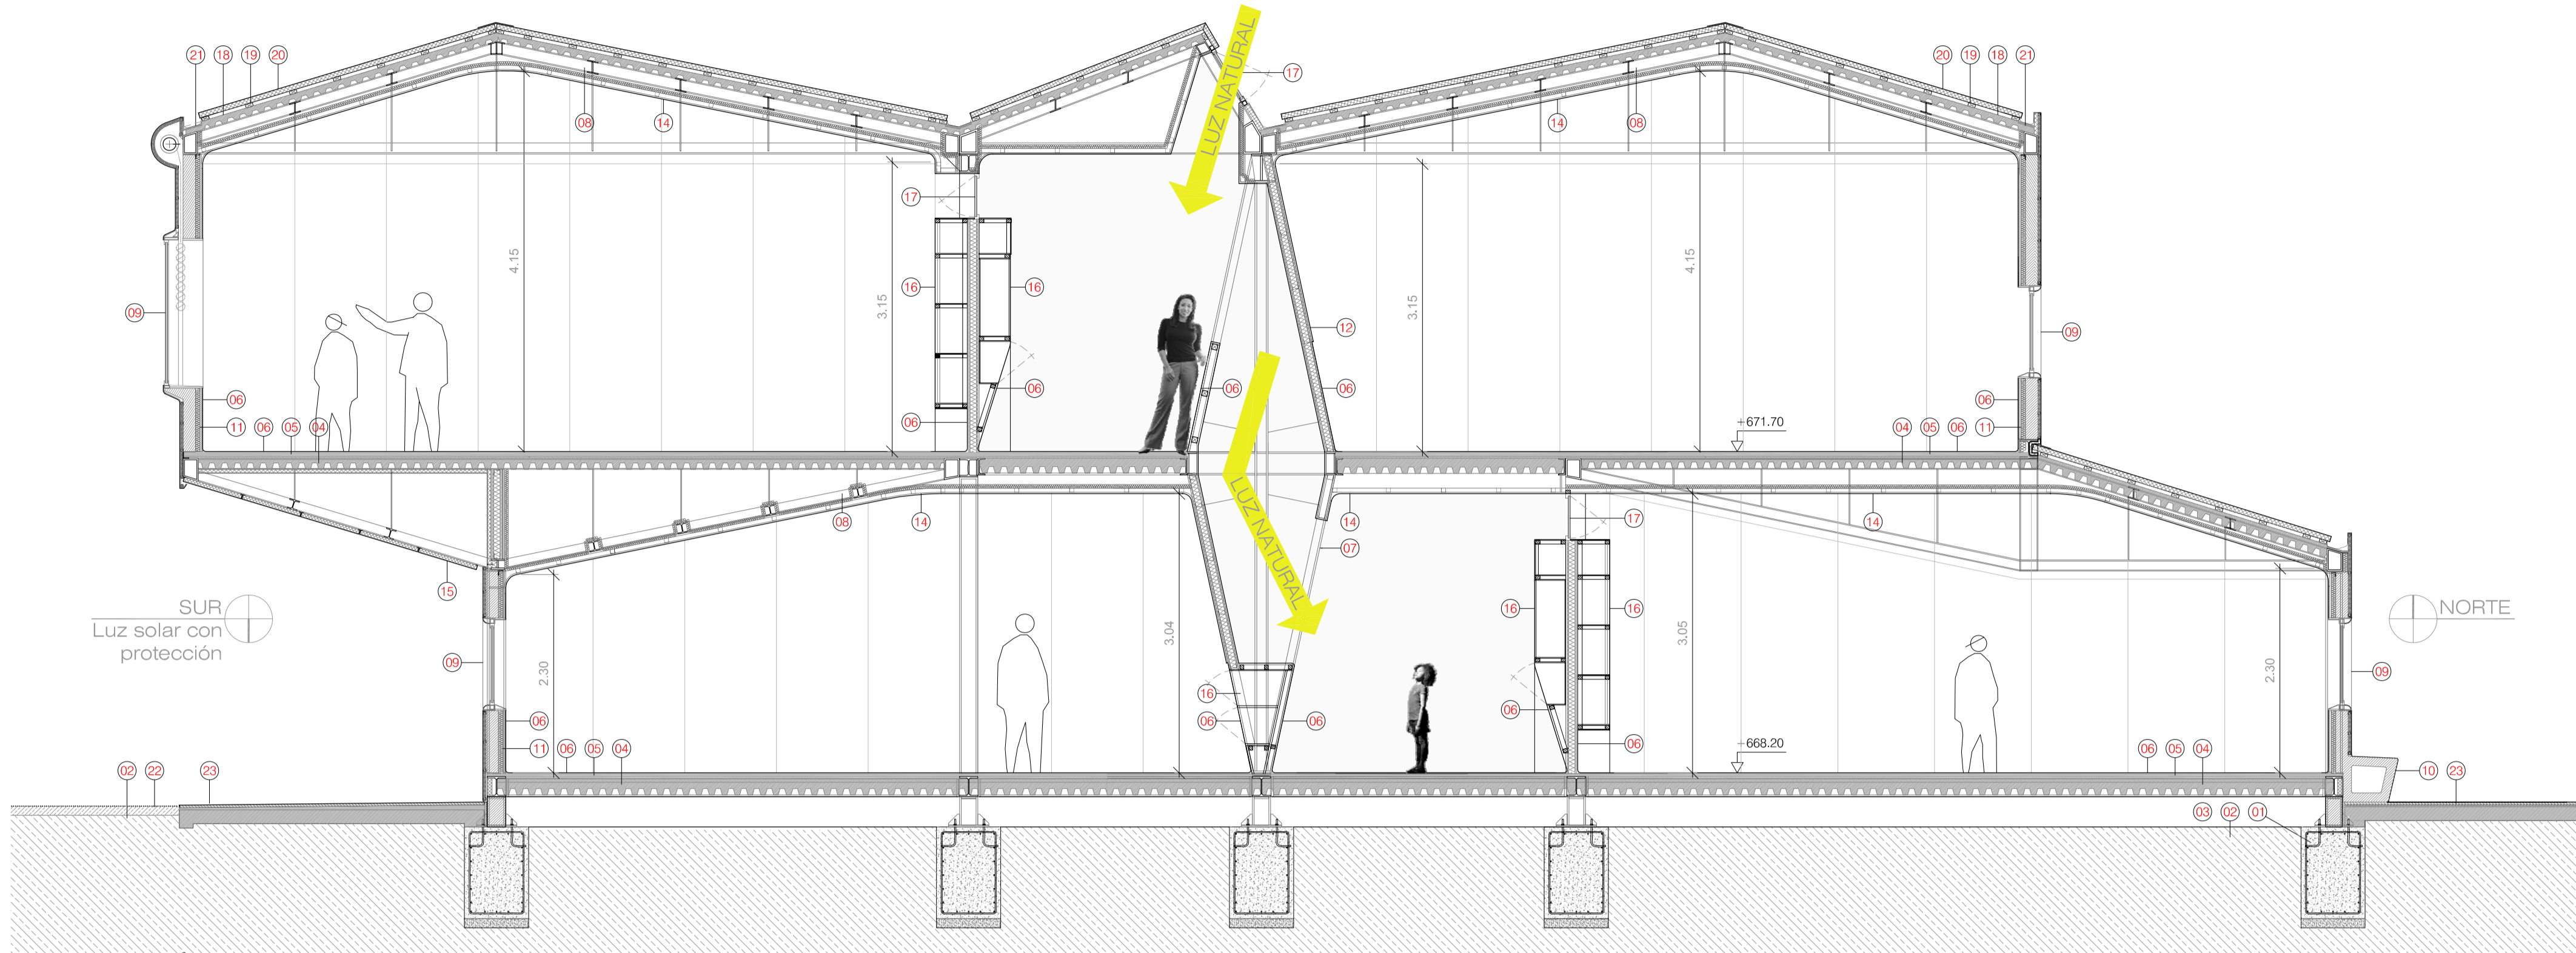 21 18 19 20
LUZ NATURAL
17
20 19 18 21
08 14
14 08
17
4.15
3.15
4.15
3.15
16 16
09
12
09
06 06 06
06
06
11 06 05 04
06
+671.70
04 05 06
11
08 14
LUZ NATURAL
14
17
14
07
15
SUR
Luz solar con
protección
NORTE
2.30
3.04
3.05
2.30
16 16
09
09
16
06
06 06
06
06
11 06 05 04
+668.20
06 05 04
02 22 23
10 23
03 02 01